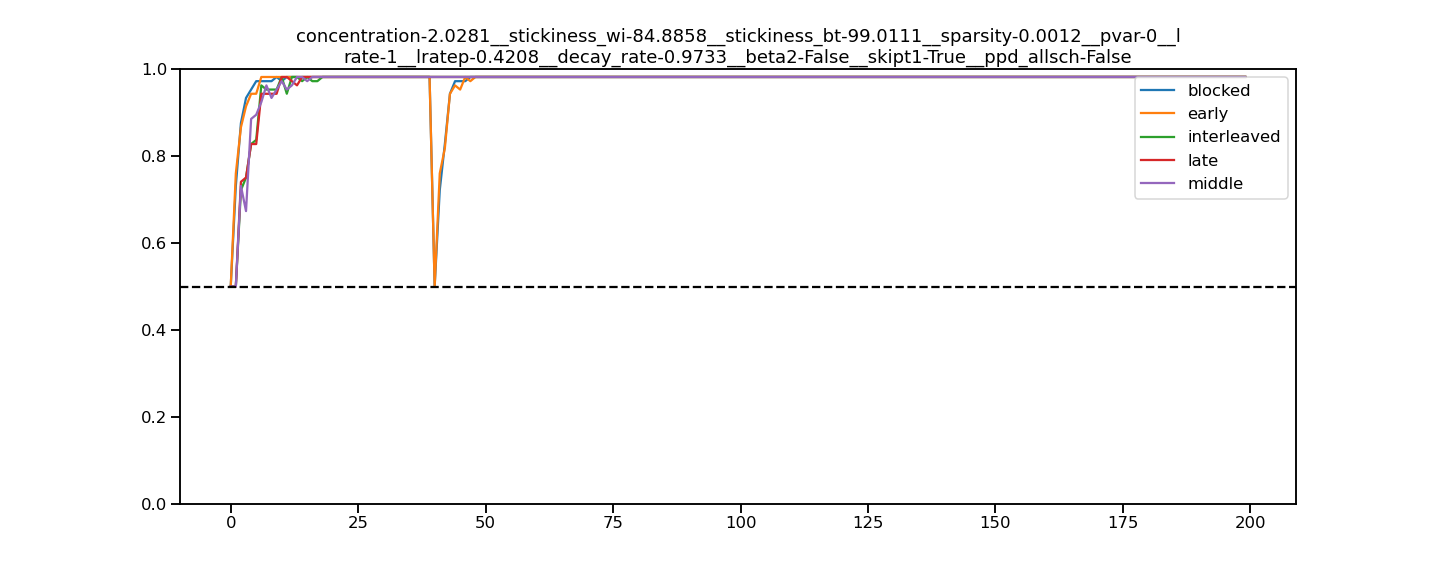 concentration-2.0281__stickiness_wi-84.8858__stickiness_bt-99.0111__sparsity-0.0012__pvar-0__l
rate-1__lratep-0.4208__decay_rate-0.9733__beta2-False__skipt1-True__ppd_allsch-False
1.0
0.8
0.6
0.4
0.2
0.0
blocked
early
interleaved
late
middle
0 25 50 75 100 125 150 175 200